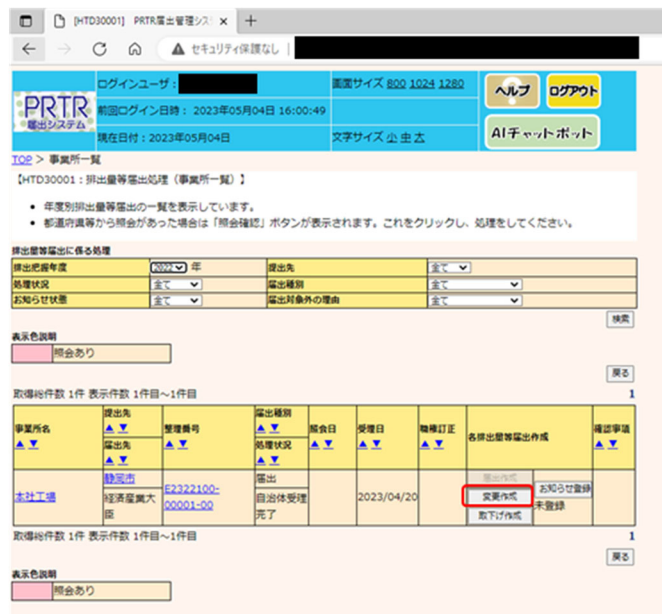 [HTD30001] PRTR届出管理シス
セキュリティ保護なし
PRTR
届出システム
ログインユーザ：
画面サイズ 800 1024 1280
前回ログイン日時： 2023年05月04日 16:00:49
現在日付：2023年05月04日
文字サイズ 小 中 大
ヘルプ
ログアウト
AIチャットボット
TOP > 事業所一覧
【HTD30001：排出量等届出処理（事業所一覧）】
• 年度別排出量等届出の一覧を表示しています。
• 都道府県等から照会があった場合は「照会確認」ボタンが表示されます。これをクリックし、処理をしてください。
排出量等届出に係る処理
排出把握年度 2022 年 提出先 全て
処理状況 全て 届出種別 全て
お知らせ状態 全て 届出対象外の理由 全て
検索
表示色説明
照会あり
戻る
取得総件数 1件 表示件数 1件目～1件目 1
事業所名 ▲ ▼
提出先 ▲ ▼
届出先 ▲ ▼
整理番号 ▲ ▼
届出種別 ▲ ▼
処理状況 ▲ ▼
照会日 ▲ ▼
受理日 ▲ ▼
職権訂正 ▲ ▼
各排出量等届出作成
確認事項 ▲ ▼
本社工場
静岡市
経済産業大臣
E2322100-
00001-00
届出
自治体受理完了
2023/04/20
届出作成
変更作成
取下げ作成
お知らせ登録
未登録
取得総件数 1件 表示件数 1件目～1件目 1
戻る
表示色説明
照会あり